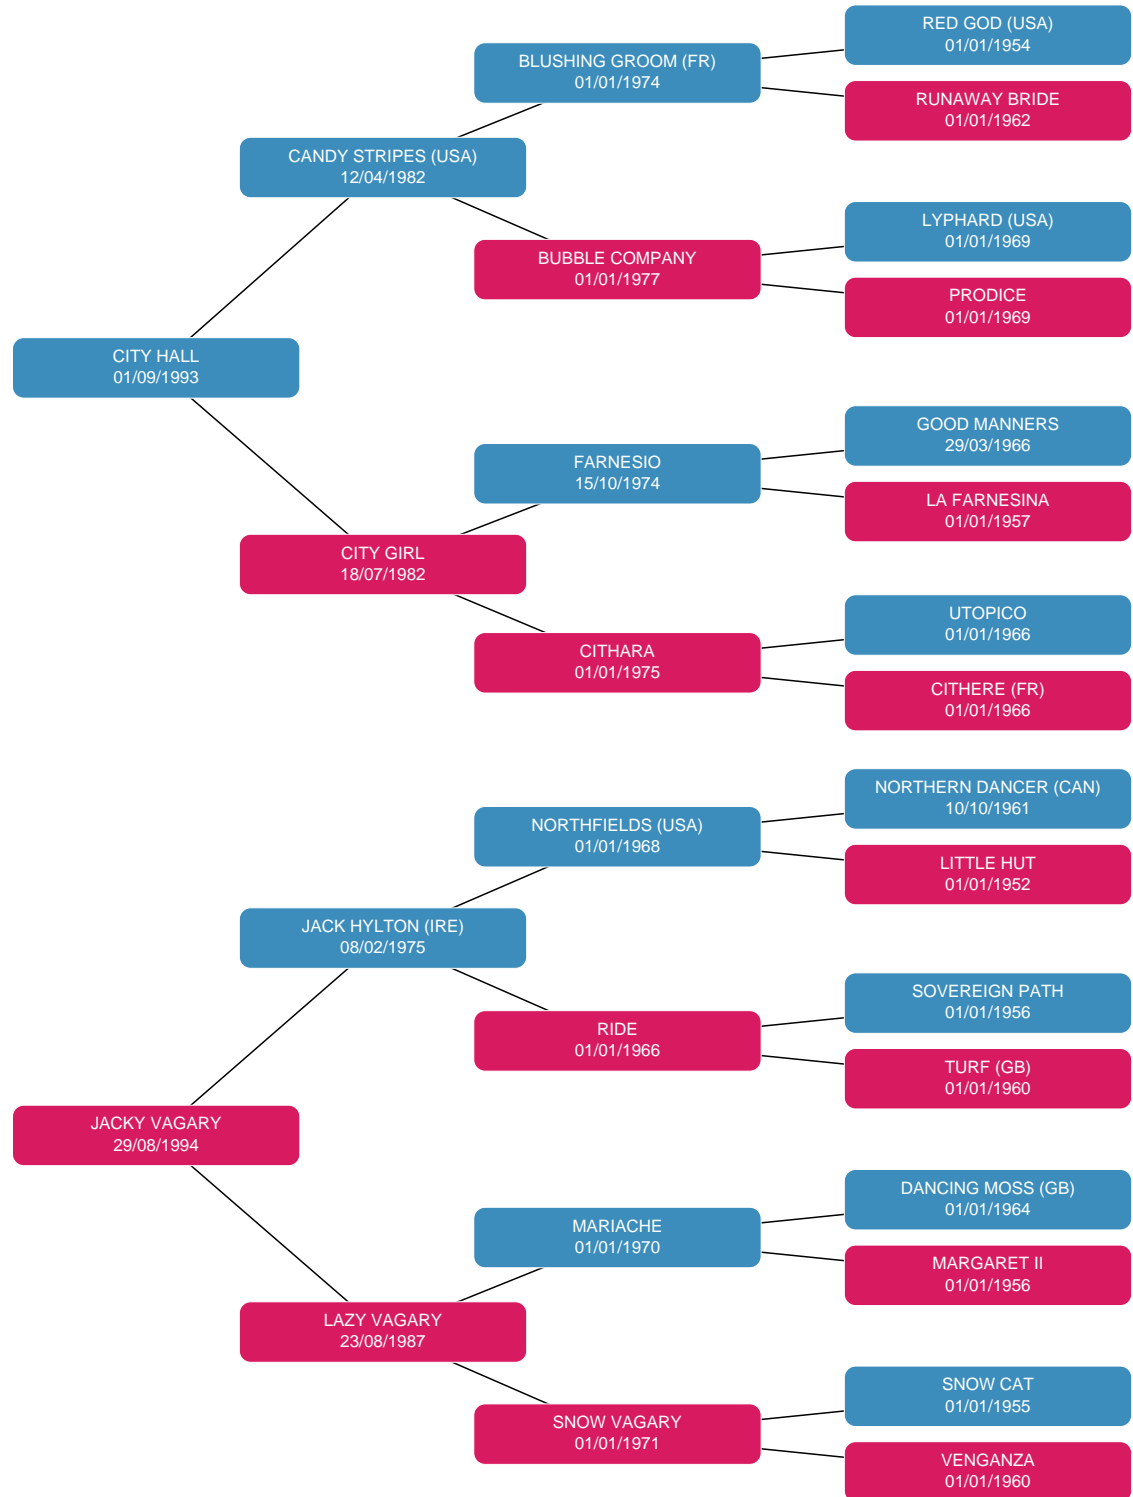 RED GOD (USA)
01/01/1954
BLUSHING GROOM (FR)
01/01/1974
RUNAWAY BRIDE
01/01/1962
CANDY STRIPES (USA)
12/04/1982
LYPHARD (USA)
01/01/1969
BUBBLE COMPANY
01/01/1977
PRODICE
01/01/1969
CITY HALL
01/09/1993
GOOD MANNERS
29/03/1966
FARNESIO
15/10/1974
LA FARNESINA
01/01/1957
CITY GIRL
18/07/1982
UTOPICO
01/01/1966
CITHARA
01/01/1975
CITHERE (FR)
01/01/1966
NORTHERN DANCER (CAN)
10/10/1961
NORTHFIELDS (USA)
01/01/1968
LITTLE HUT
01/01/1952
JACK HYLTON (IRE)
08/02/1975
SOVEREIGN PATH
01/01/1956
RIDE
01/01/1966
TURF (GB)
01/01/1960
JACKY VAGARY
29/08/1994
DANCING MOSS (GB)
01/01/1964
MARIACHE
01/01/1970
MARGARET II
01/01/1956
LAZY VAGARY
23/08/1987
SNOW CAT
01/01/1955
SNOW VAGARY
01/01/1971
VENGANZA
01/01/1960